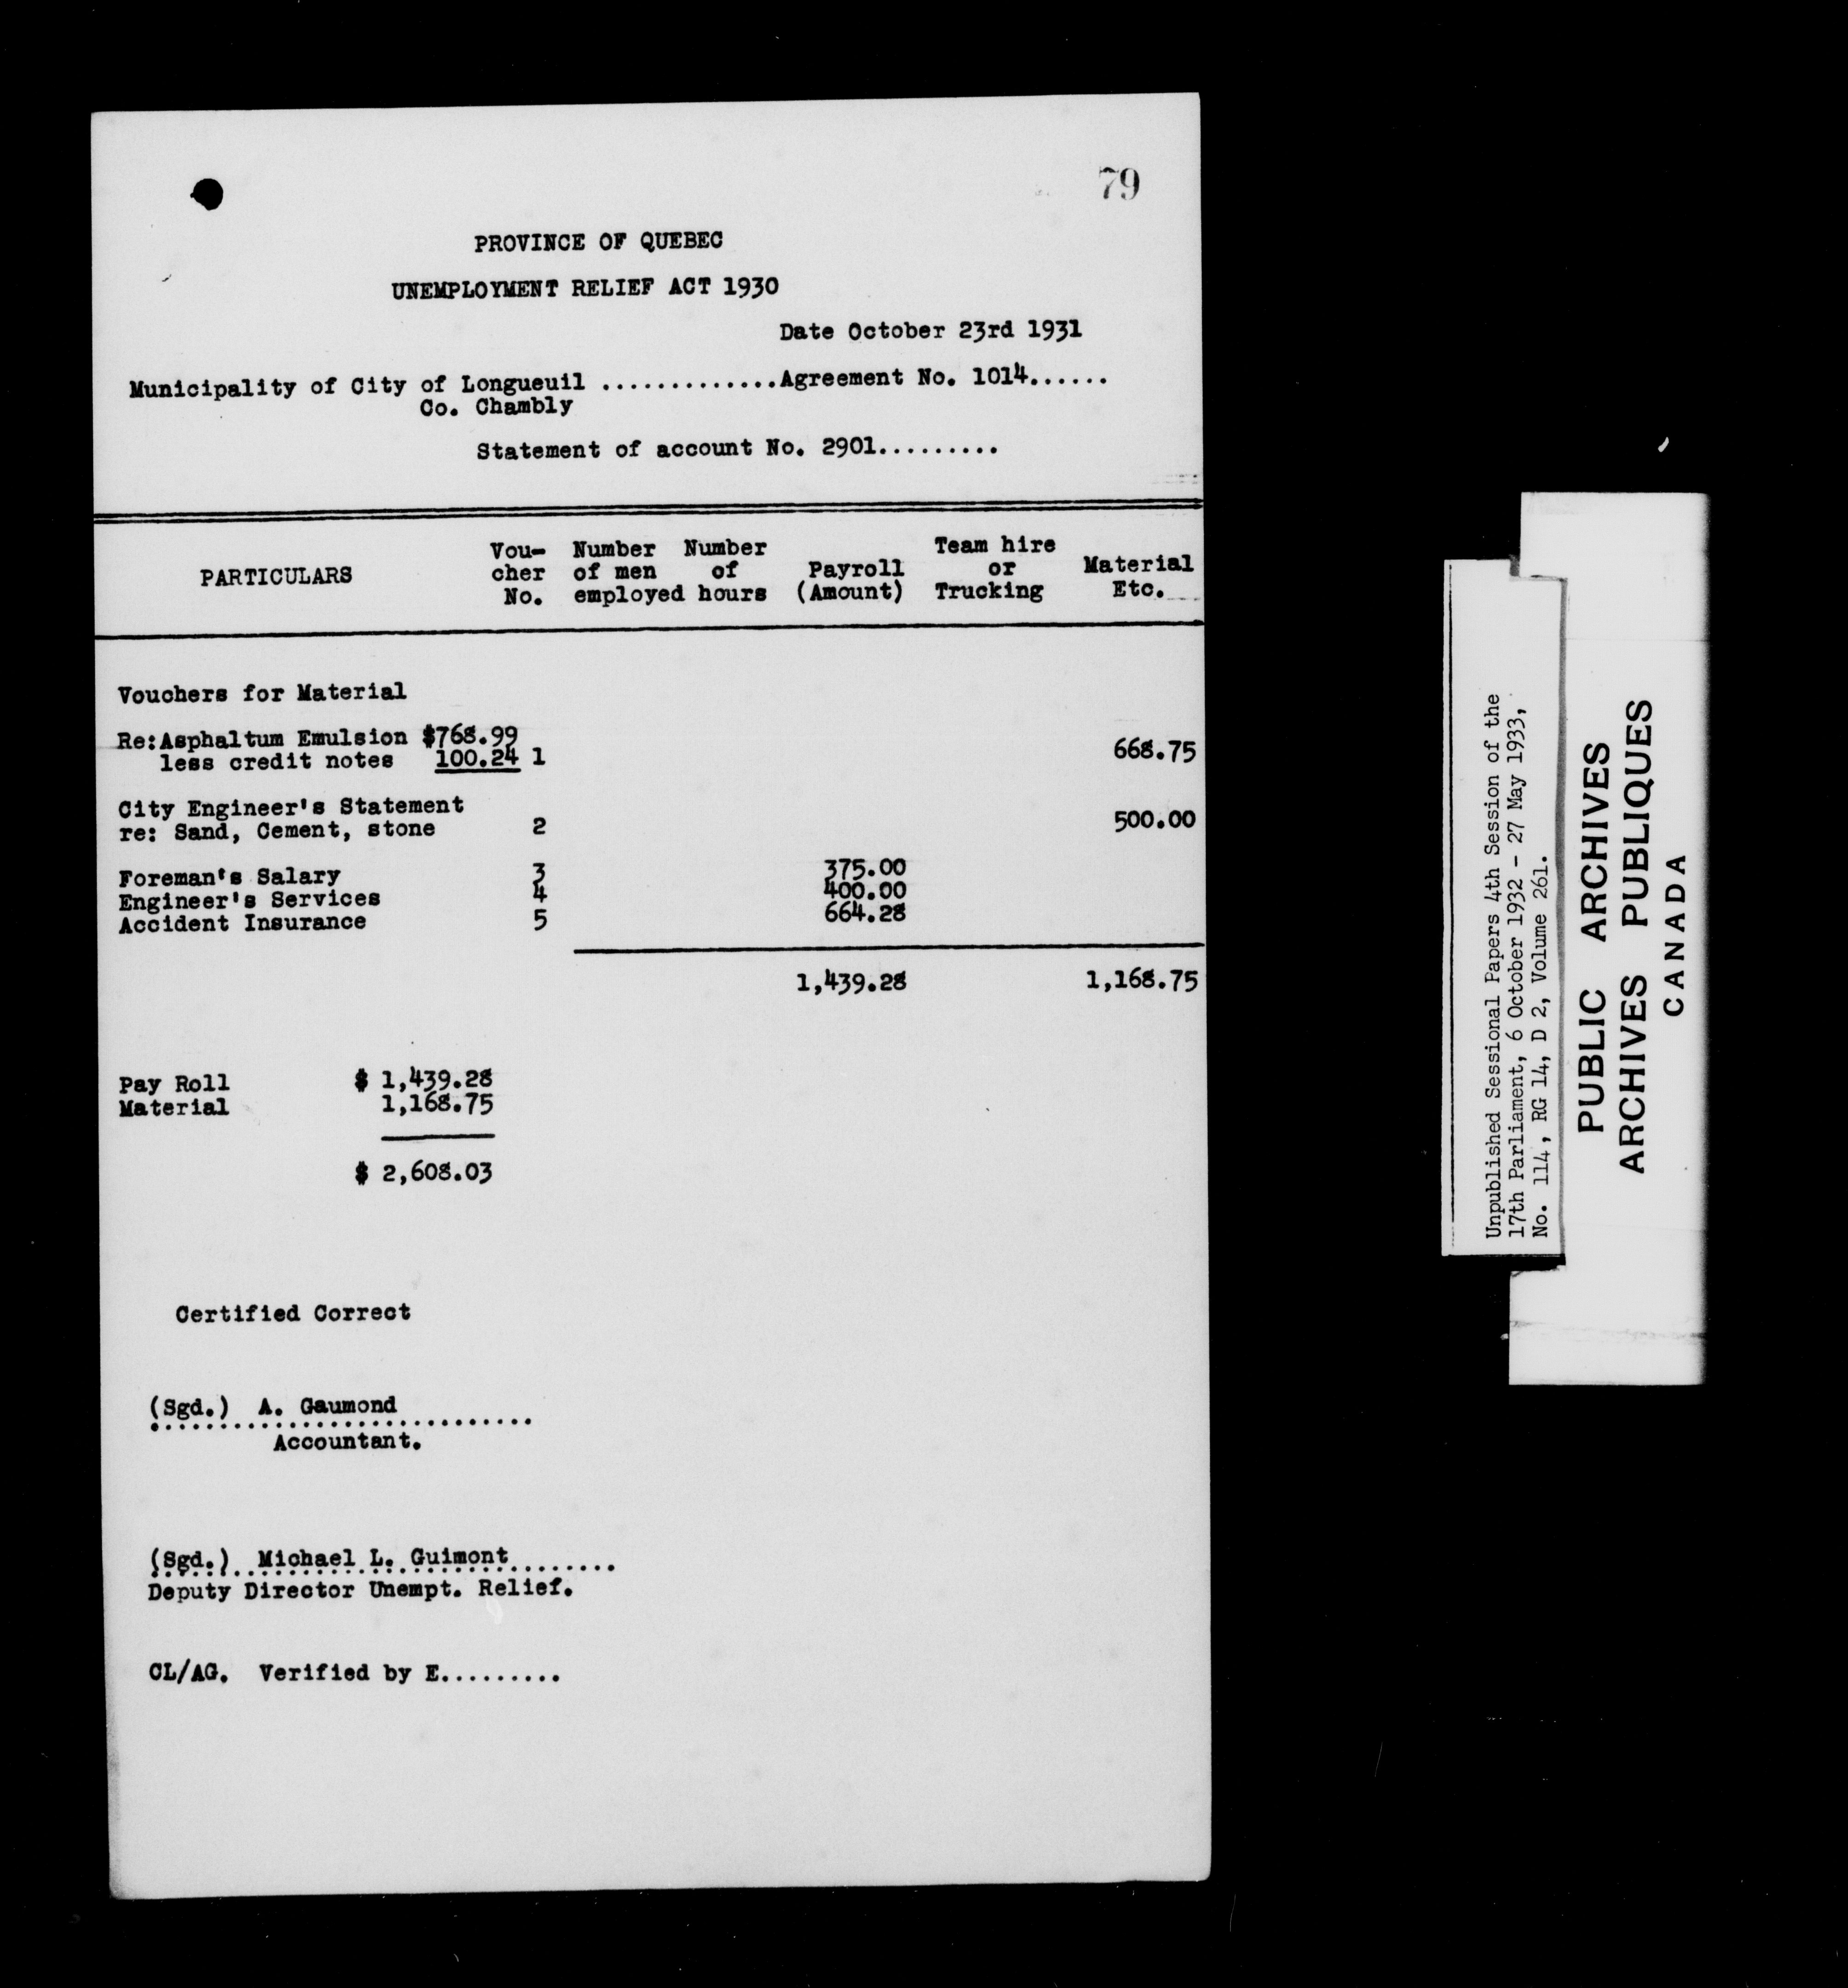 79
PROVINCE OF QUEBEC
UNEMPLOYMENT RELIEF ACT 1930
Date October 23rd 1931
Municipality of City of Longueuil .............Agreement No. 1014......
Co. Chambly
Statement of account No. 2901.........
PARTICULARS Vou- cher No. Number of men employed Number of hours Payroll (Amount) Team hire or Trucking Material Etc.
Vouchers for Material
Re:Asphaltum Emulsion $768.99
less credit notes 100.24 1 668.75
City Engineer's Statement
re: Sand, Cement, stone 2 500.00
Foreman's Salary 3 375.00
Engineer's Services 4 400.00
Accident Insurance 5 664.28
1,439.28 1,168.75
Pay Roll $ 1,439.28
Material 1,168.75
$ 2,608.03
Certified Correct
(Sgd.) A. Gaumond
............................
Accountant.
(Sgd.) Michael L. Guimont
..................................
Deputy Director Unempt. Relief.
CL/AG. Verified by E.........
Unpublished Sessional Papers 4th Session of the
17th Parliament, 6 October 1932 - 27 May 1933,
No. 114, RG 14, D 2, Volume 261.
PUBLIC ARCHIVES
ARCHIVES PUBLIQUES
CANADA